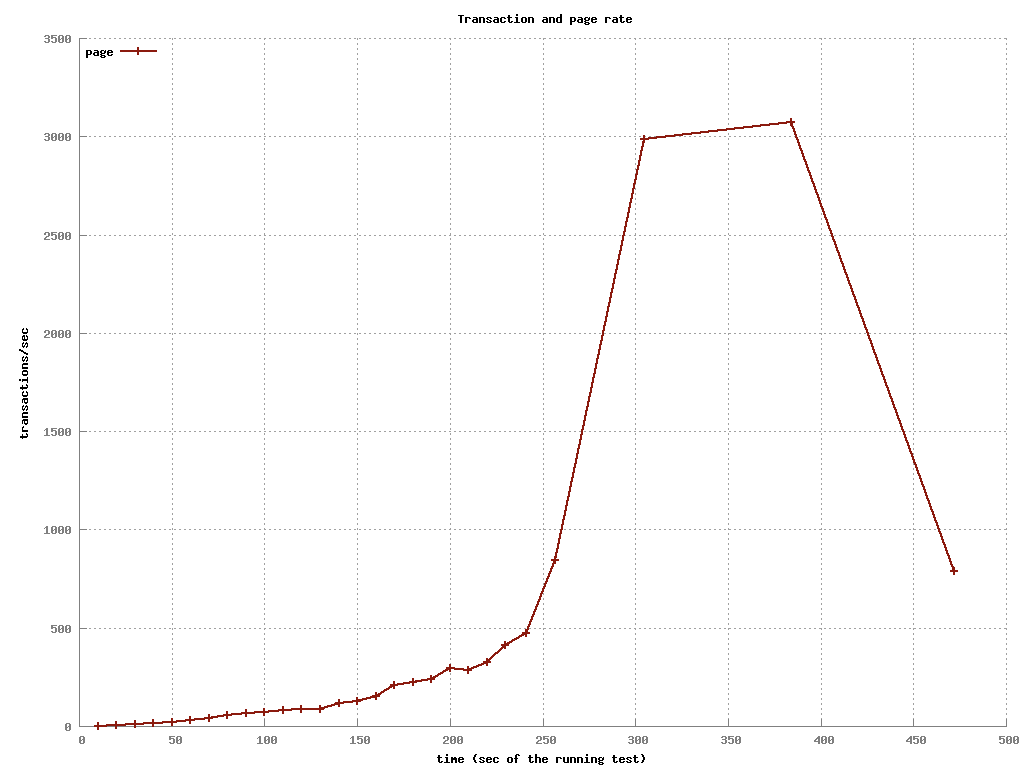 Transaction and page rate
page
3500
3000
2500
2000
1500
1000
500
0
transactions/sec
0 50 100 150 200 250 300 350 400 450 500
time (sec of the running test)